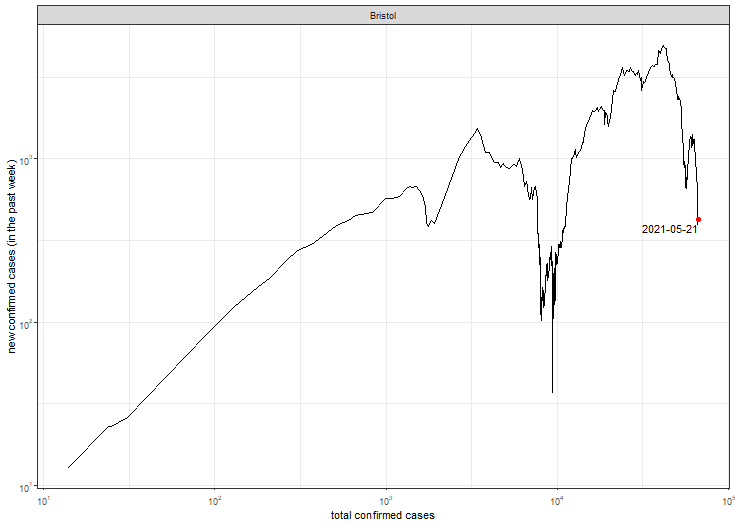 Bristol
new confirmed cases (in the past week)
10³
10²
10¹
2021-05-21
10¹ 10² 10³ 10⁴ 10⁵
total confirmed cases